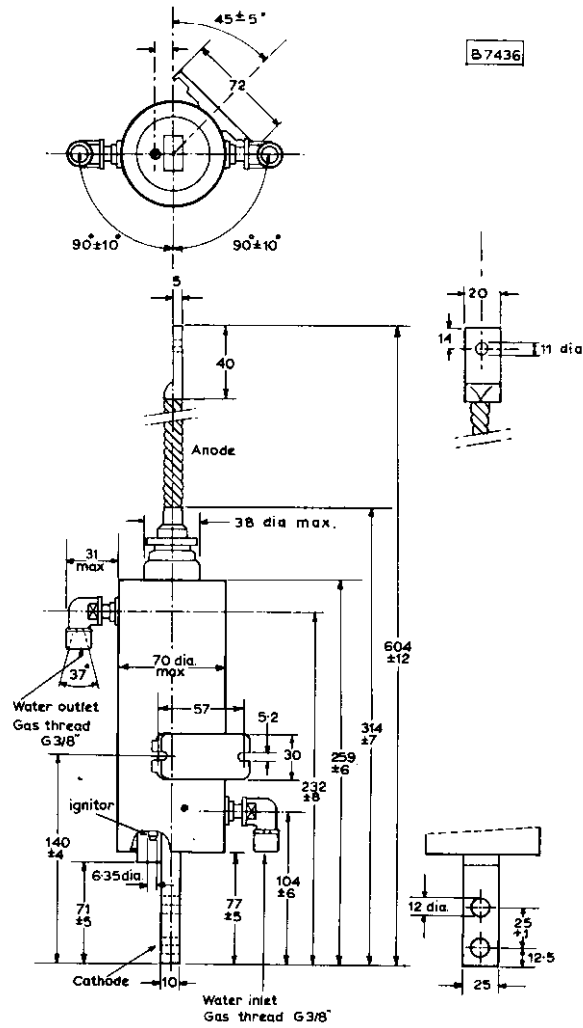 45±5°
B7436
72
90°±10°
90°±10°
5
20
14
11 dia
40
Anode
38 dia max.
31
max
604
±12
70 dia.
max
37°
Water outlet
Gas thread
G3/8"
57
5·2
30
314
±7
259
±6
232
±8
ignitor
140
±4
6·35 dia.
71
±5
77
±5
104
±6
12 dia.
25
±1
12·5
Cathode
10
25
Water inlet
Gas thread G3/8"